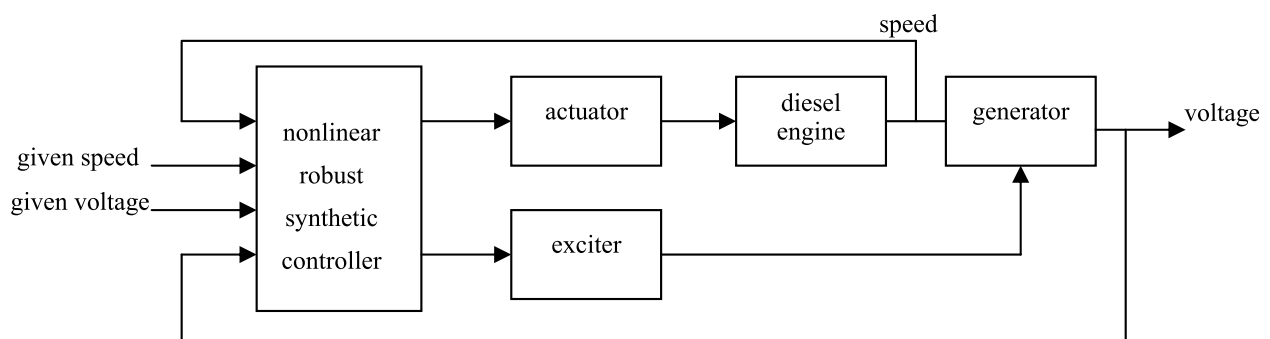 speed
nonlinear
robust
synthetic
controller
actuator
diesel
engine
generator
voltage
given speed
given voltage
exciter